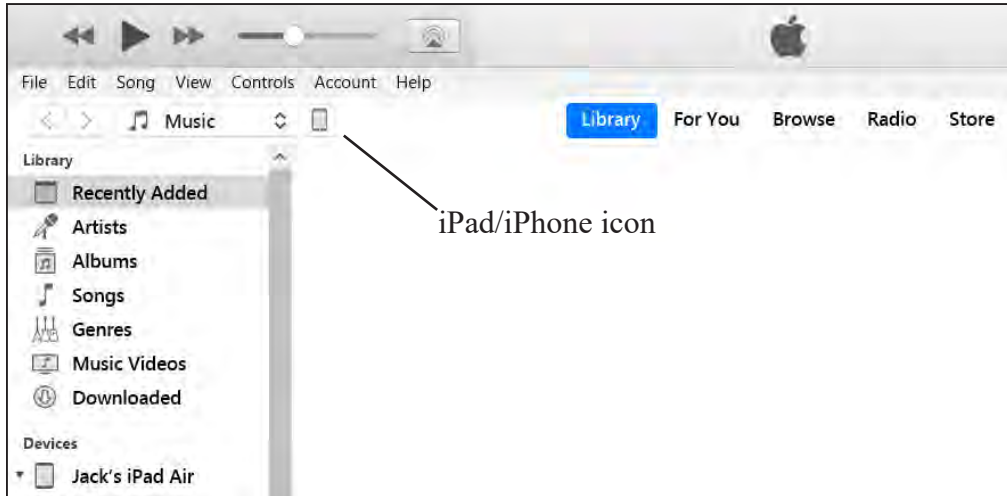 File Edit Song View Controls Account Help
Music
Library For You Browse Radio Store
Library
Recently Added
Artists
Albums
Songs
Genres
Music Videos
Downloaded
iPad/iPhone icon
Devices
Jack's iPad Air